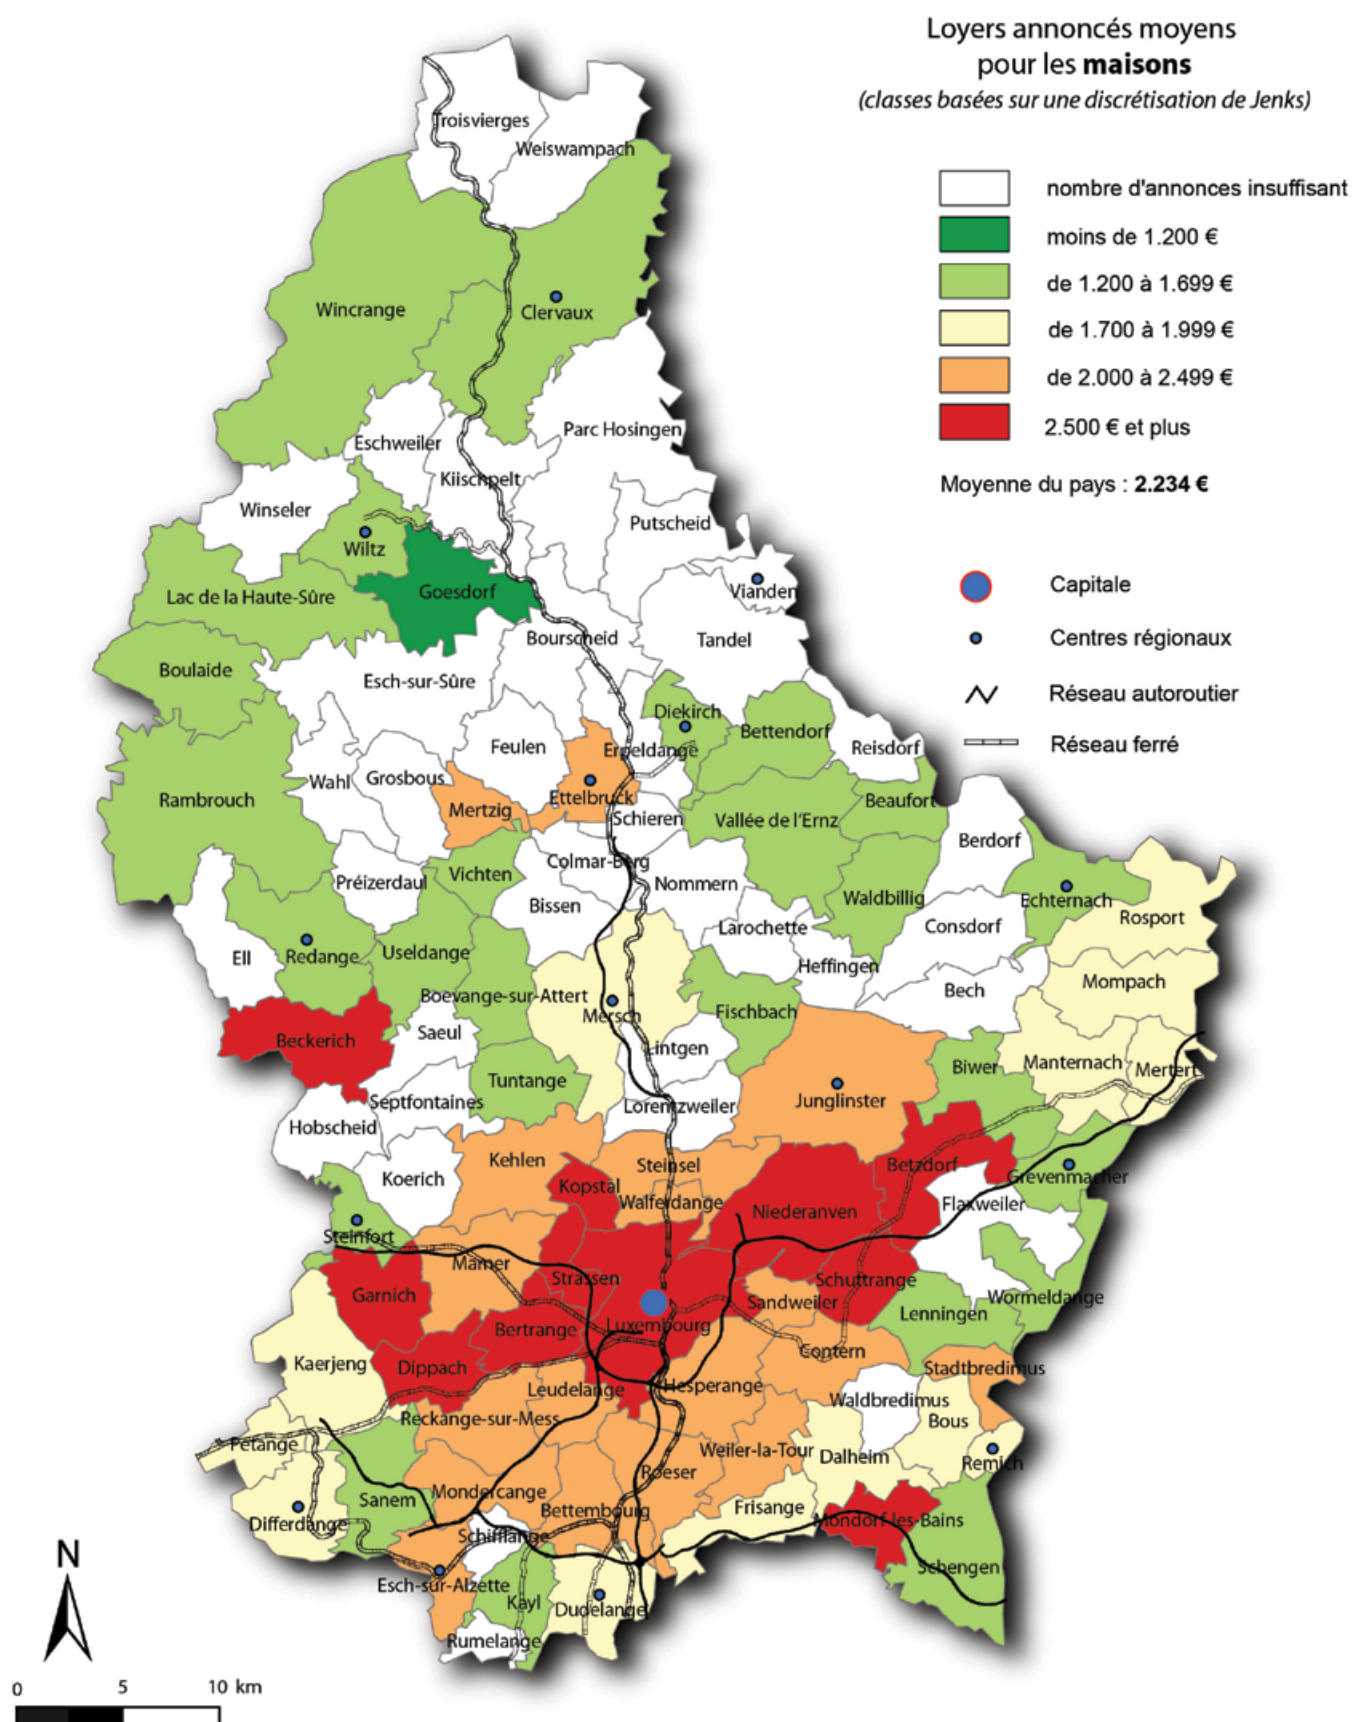 Loyers annoncés moyens
pour les maisons
(classes basées sur une discrétisation de Jenks)
nombre d'annonces insuffisant
moins de 1.200 €
de 1.200 à 1.699 €
de 1.700 à 1.999 €
de 2.000 à 2.499 €
2.500 € et plus
Moyenne du pays : 2.234 €
Capitale
Centres régionaux
Réseau autoroutier
Réseau ferré
Troisvierges
Weiswampach
Wincrange
Clervaux
Parc Hosingen
Eschweiler
Kiischpelt
Winseler
Putscheid
Wiltz
Vianden
Goesdorf
Lac de la Haute-Sûre
Bourscheid
Tandel
Boulaide
Esch-sur-Sûre
Diekirch
Bettendorf
Reisdorf
Feulen
Erpeldange
Wahl
Grosbous
Rambrouch
Ettelbruck
Beaufort
Mertzig
Schieren
Vallée de l'Ernz
Berdorf
Colmar-Berg
Vichten
Préizerdaul
Nommern
Waldbillig
Echternach
Bissen
Rosport
Larochette
Consdorf
Useldange
Redange
Ell
Heffingen
Mompach
Bech
Boevange-sur-Attert
Mersch
Fischbach
Saeul
Beckerich
Lintgen
Manternach
Biwer
Mertert
Tuntange
Septfontaines
Junglinster
Lorentzweiler
Hobscheid
Kehlen
Steinsel
Betzdorf
Koerich
Grevenmacher
Kopstal
Walferdange
Flaxweiler
Niederanven
Steinfort
Mamer
Strassen
Schuttrange
Garnich
Sandweiler
Wormeldange
Lenningen
Luxembourg
Bertrange
Contern
Kaerjeng
Dippach
Stadtbredimus
Leudelange
Hesperange
Waldbredimus
Reckange-sur-Mess
Bous
Pétange
Weiler-la-Tour
Dalheim
Remich
Roeser
Mondercange
Sanem
Bettembourg
Frisange
Differdange
Mondorf-les-Bains
Schifflange
Schengen
Esch-sur-Alzette
Kayl
Dudelange
Rumelange
N
0 5 10 km